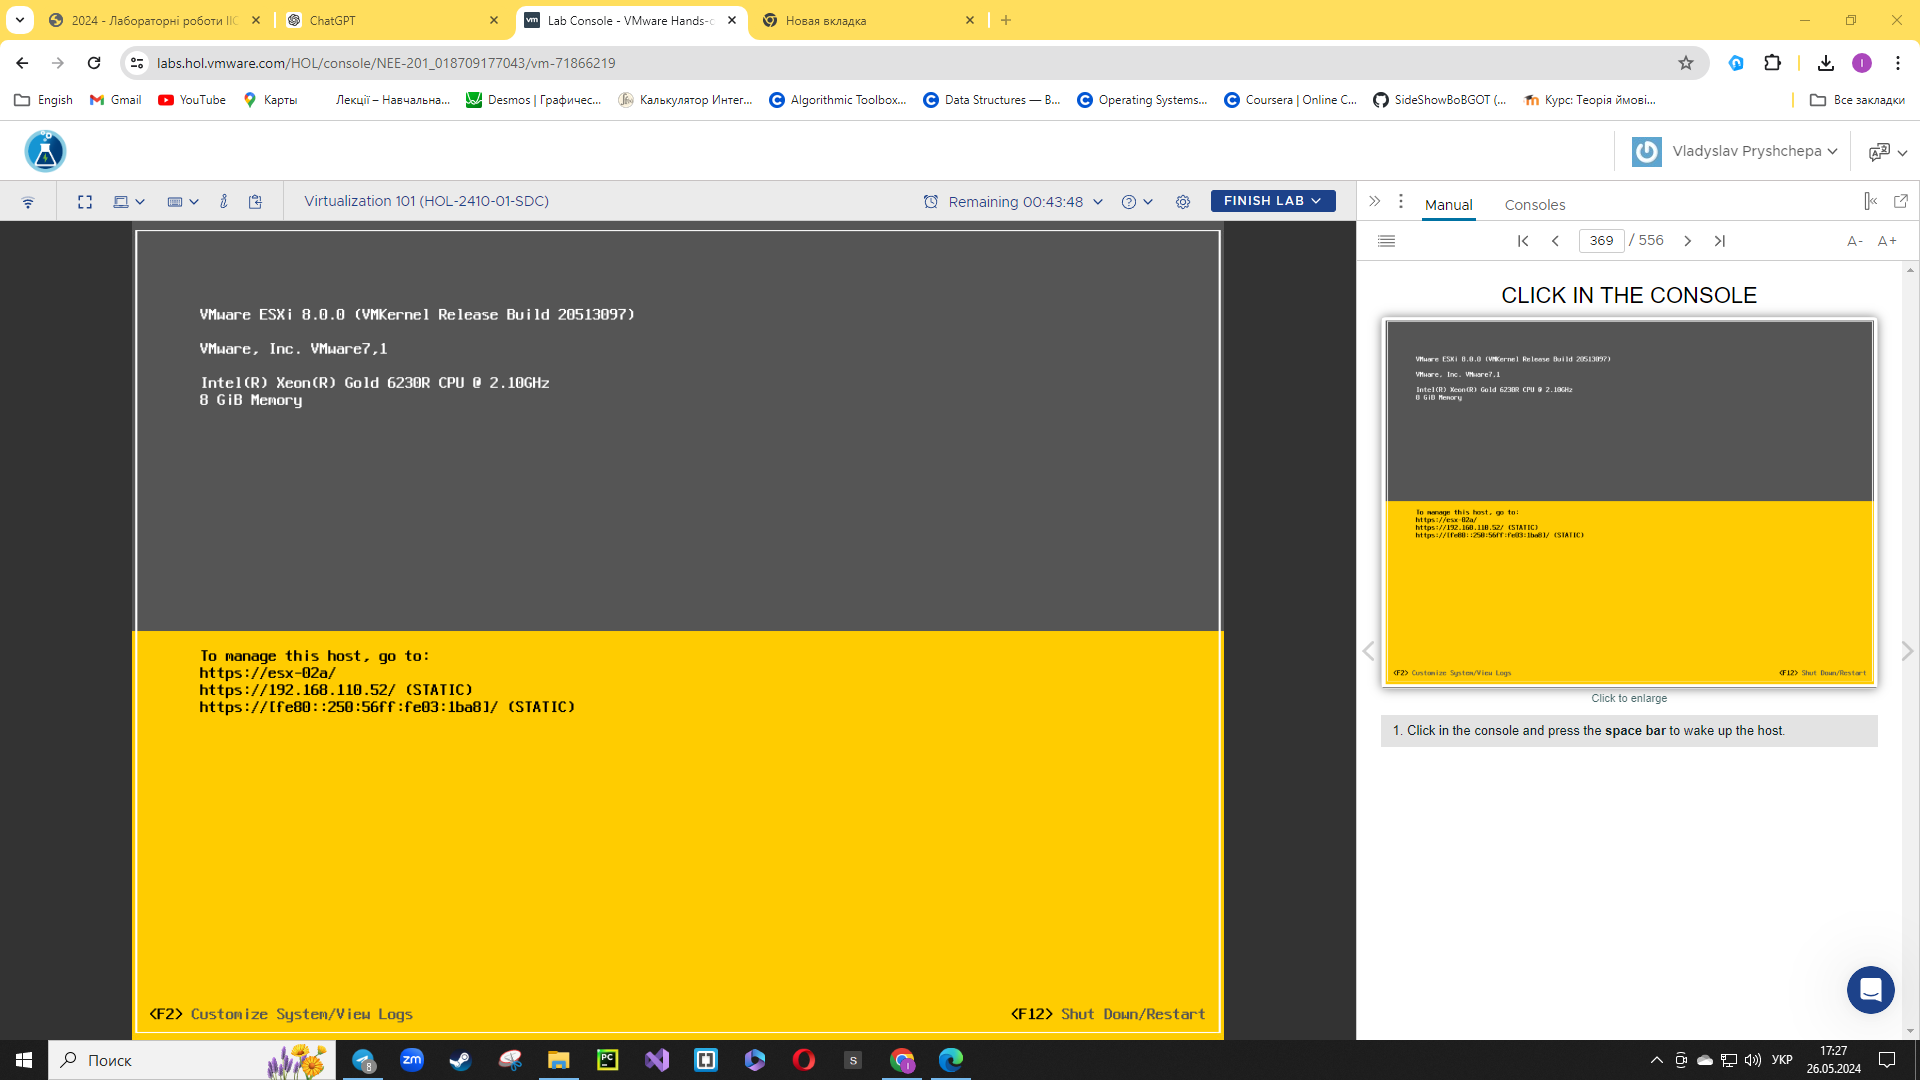 2024 - Лабораторні роботи ІІС
ChatGPT
Lab Console - VMware Hands-o
Новая вкладка
labs.hol.vmware.com/HOL/console/NEE-201_018709177043/vm-71866219
Engish
Gmail
YouTube
Карты
Лекції – Навчальна...
Desmos | Графичес...
Калькулятор Интег...
Algorithmic Toolbox...
Data Structures — В...
Operating Systems...
Coursera | Online C...
SideShowBoBGOT (...
Курс: Теорія ймові...
Все закладки
Vladyslav Pryshchepa
Virtualization 101 (HOL-2410-01-SDC)
Remaining 00:43:48
FINISH LAB
Manual
Consoles
369 / 556
A-
A+
VMware ESXi 8.0.0 (VMKernel Release Build 20513097)
VMware, Inc. VMware7,1
Intel(R) Xeon(R) Gold 6230R CPU @ 2.10GHz
8 GiB Memory
To manage this host, go to:
https://esx-02a/
https://192.168.110.52/ (STATIC)
https://[fe80::250:56ff:fe03:1ba8]/ (STATIC)
<F2> Customize System/View Logs
<F12> Shut Down/Restart
CLICK IN THE CONSOLE
VMware ESXi 8.0.0 (VMKernel Release Build 20513097)
VMware, Inc. VMware7,1
Intel(R) Xeon(R) Gold 6230R CPU @ 2.10GHz
8 GiB Memory
To manage this host, go to:
https://esx-02a/
https://192.168.110.52/ (STATIC)
https://[fe80::250:56ff:fe03:1ba8]/ (STATIC)
<F2> Customize System/View Logs
<F12> Shut Down/Restart
Click to enlarge
1. Click in the console and press the space bar to wake up the host.
Поиск
8
zm
PC
S
УКР
17:27
26.05.2024